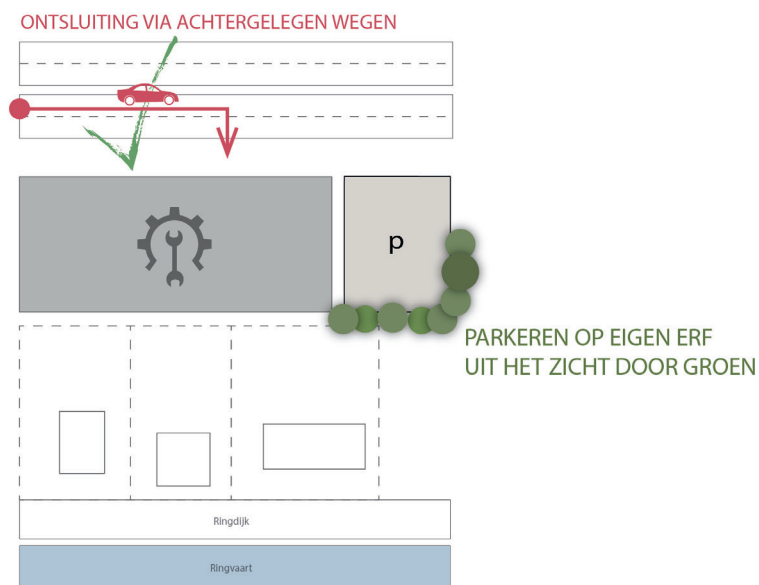 ONTSLUITING VIA ACHTERGELEGEN WEGEN
p
PARKEREN OP EIGEN ERF
UIT HET ZICHT DOOR GROEN
Ringdijk
Ringvaart